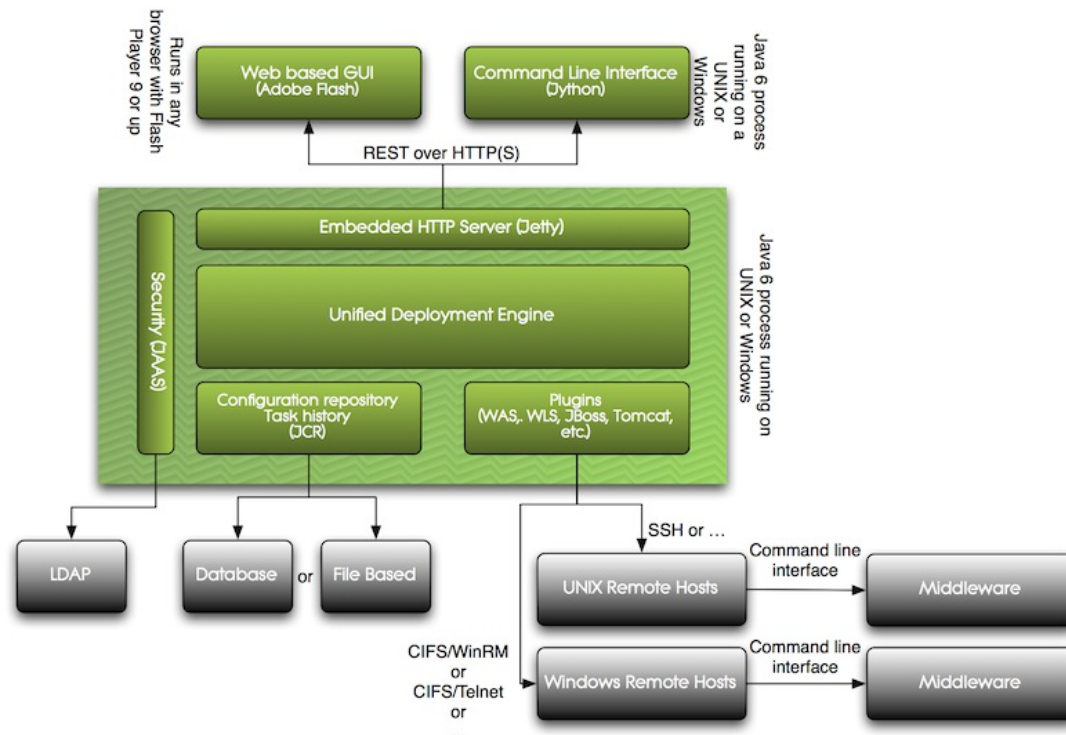 Runs in any
browser with Flash
Player 9 or up
Web based GUI
(Adobe Flash)
Command Line Interface
(Jython)
Java 6 process
running on a
UNIX or
Windows
REST over HTTP(S)
Embedded HTTP Server (Jetty)
Security (JAAS)
Unified Deployment Engine
Java 6 process running on
UNIX or Windows
Configuration repository
Task history
(JCR)
Plugins
(WAS,. WLS, JBoss, Tomcat,
etc.)
LDAP
Database
or
File Based
SSH or …
UNIX Remote Hosts
Command line
interface
Middleware
CIFS/WinRM
or
CIFS/Telnet
or
Windows Remote Hosts
Command line
interface
Middleware